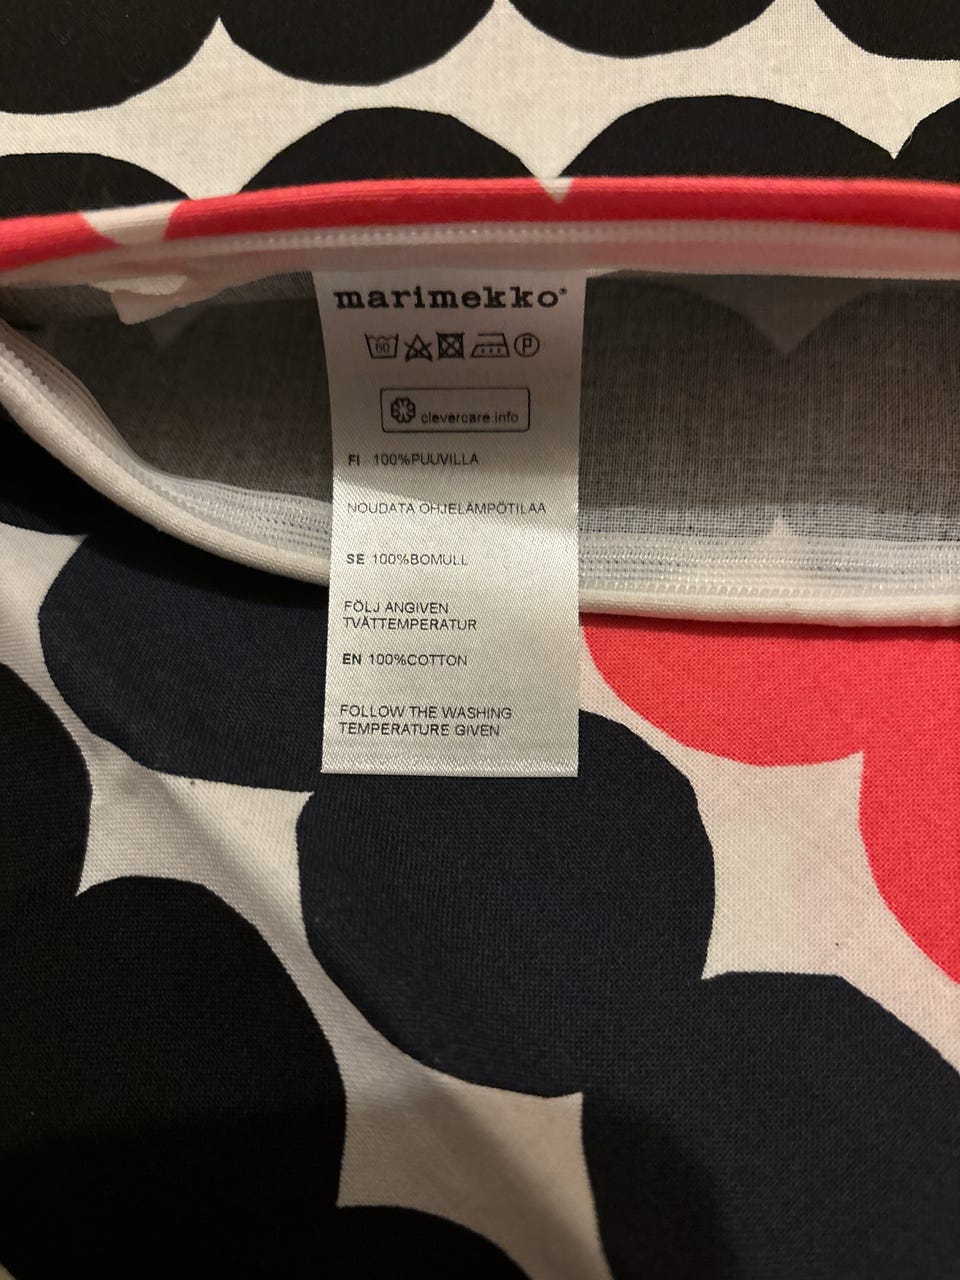 marimekko®
60
P
clevercare.info
FI 100%PUUVILLA
NOUDATA OHJELÄMPÖTILAA
SE 100%BOMULL
FÖLJ ANGIVEN
TVÄTTEMPERATUR
EN 100%COTTON
FOLLOW THE WASHING
TEMPERATURE GIVEN